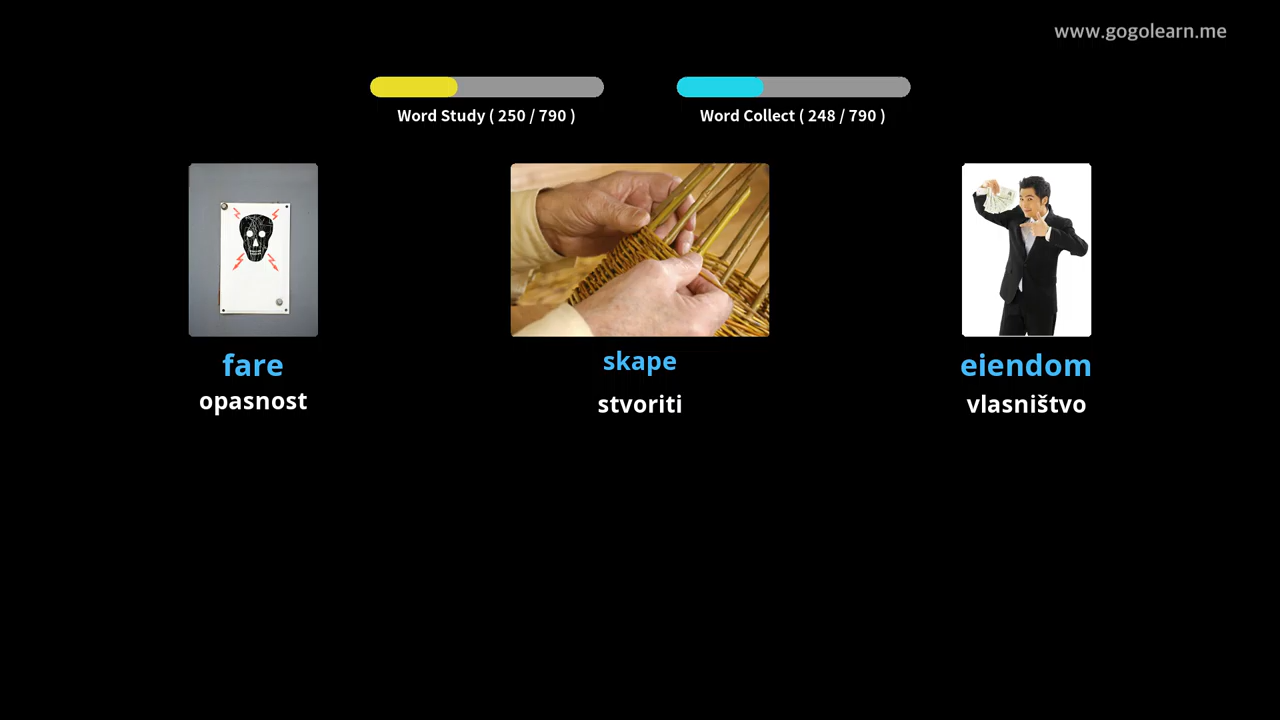 www.gogolearn.me
Word Study ( 250 / 790 )
Word Collect ( 248 / 790 )
fare
opasnost
skape
stvoriti
eiendom
vlasništvo